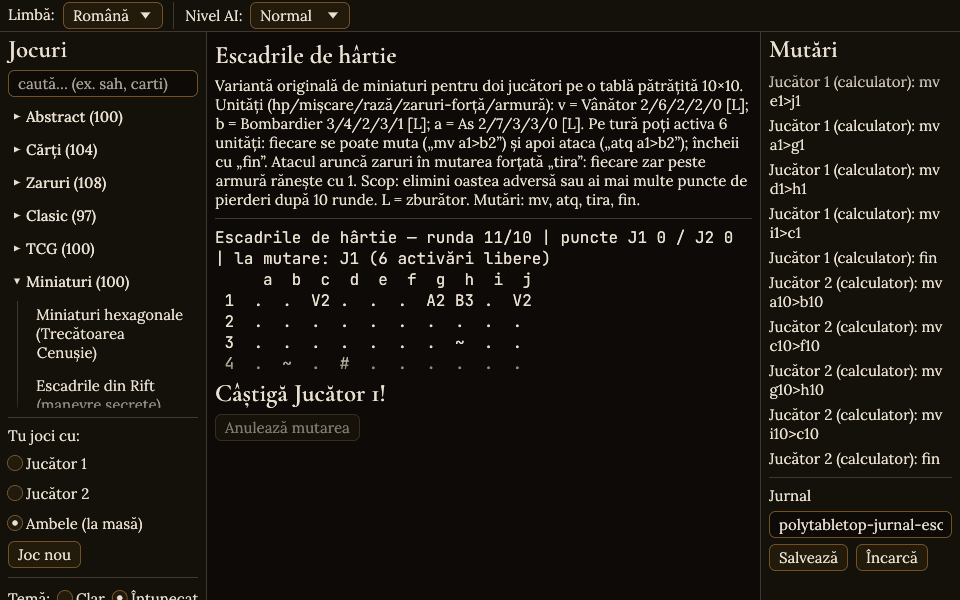 Limbă: Română ▼ Nivel AI: Normal ▼
Jocuri
caută... (ex. sah, carti)
▸ Abstract (100)
▸ Cărți (104)
▸ Zaruri (108)
▸ Clasic (97)
▸ TCG (100)
▾ Miniaturi (100)
Miniaturi hexagonale
(Trecătoarea
Cenușie)
Escadrile din Rift
(manevre secrete)
Tu joci cu:
Jucător 1
Jucător 2
Ambele (la masă)
Joc nou
Temă: Clar Întunecat
Escadrile de hârtie
Variantă originală de miniaturi pentru doi jucători pe o tablă pătrățită 10×10.
Unități (hp/mișcare/rază/zaruri-forță/armură): v = Vânător 2/6/2/2/0 [L];
b = Bombardier 3/4/2/3/1 [L]; a = As 2/7/3/3/0 [L]. Pe tură poți activa 6
unități: fiecare se poate muta („mv a1>b2”) și apoi ataca („atq a1>b2”); închei
cu „fin”. Atacul aruncă zaruri în mutarea forțată „tira”: fiecare zar peste
armură rănește cu 1. Scop: elimini oastea adversă sau ai mai multe puncte de
pierderi după 10 runde. L = zburător. Mutări: mv, atq, tira, fin.
Escadrile de hârtie — runda 11/10 | puncte J1 0 / J2 0
| la mutare: J1 (6 activări libere)
a b c d e f g h i j
1 . . V2 . . . A2 B3 . V2
2 . . . . . . . . . .
3 . . . . . . . ~ . .
4 . ~ . # . . . . . .
Câștigă Jucător 1!
Anulează mutarea
Mutări
Jucător 1 (calculator): mv
e1>j1
Jucător 1 (calculator): mv
a1>g1
Jucător 1 (calculator): mv
d1>h1
Jucător 1 (calculator): mv
i1>c1
Jucător 1 (calculator): fin
Jucător 2 (calculator): mv
a10>b10
Jucător 2 (calculator): mv
c10>f10
Jucător 2 (calculator): mv
g10>h10
Jucător 2 (calculator): mv
i10>c10
Jucător 2 (calculator): fin
Jurnal
polytabletop-jurnal-esc
Salvează Încarcă